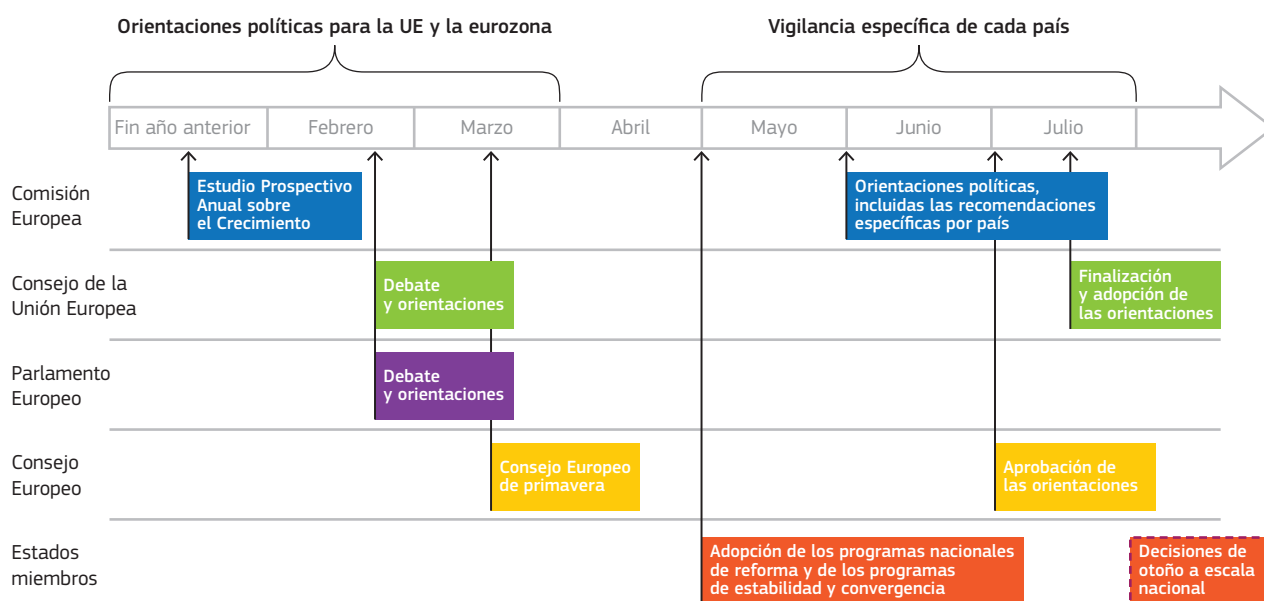 Orientaciones políticas para la UE y la eurozona
Vigilancia específica de cada país
Fin año anterior
Febrero
Marzo
Abril
Mayo
Junio
Julio
Comisión
Europea
Estudio Prospectivo
Anual sobre
el Crecimiento
Orientaciones políticas,
incluidas las recomendaciones
específicas por país
Consejo de la
Unión Europea
Debate
y orientaciones
Finalización
y adopción de
las orientaciones
Parlamento
Europeo
Debate
y orientaciones
Consejo
Europeo
Consejo Europeo
de primavera
Aprobación de
las orientaciones
Estados
miembros
Adopción de los programas nacionales
de reforma y de los programas
de estabilidad y convergencia
Decisiones de
otoño a escala
nacional